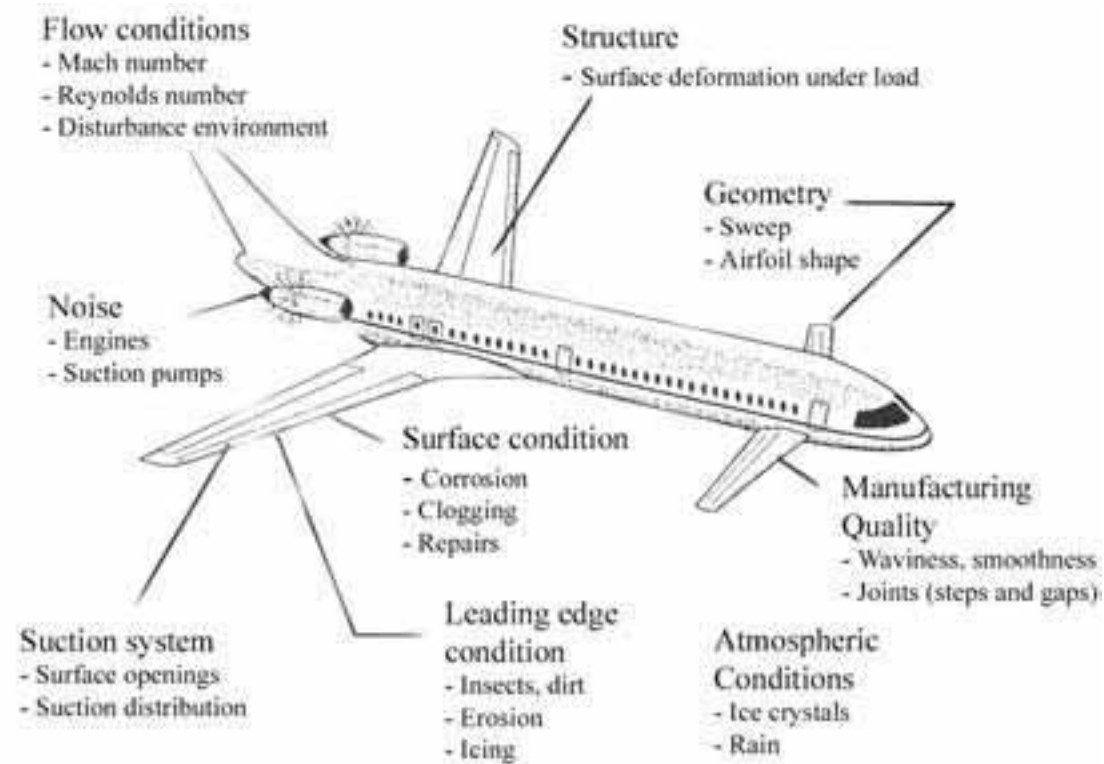 Flow conditions
- Mach number
- Reynolds number
- Disturbance environment
Structure
- Surface deformation under load
Geometry
- Sweep
- Airfoil shape
Noise
- Engines
- Suction pumps
Surface condition
- Corrosion
- Clogging
- Repairs
Manufacturing
Quality
- Waviness, smoothness
- Joints (steps and gaps)
Suction system
- Surface openings
- Suction distribution
Leading edge
condition
- Insects, dirt
- Erosion
- Icing
Atmospheric
Conditions
- Ice crystals
- Rain